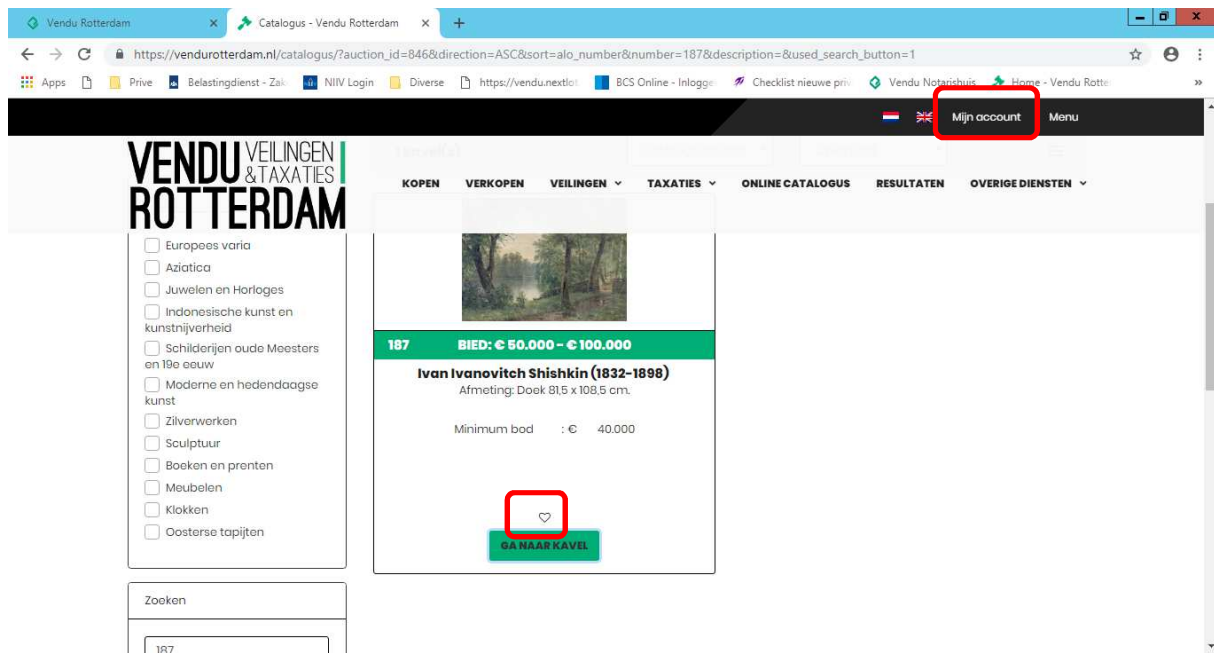 Vendu Rotterdam
Catalogus - Vendu Rotterdam
https://vendurotterdam.nl/catalogus/?auction_id=846&direction=ASC&sort=alo_number&number=187&description=&used_search_button=1
Apps
Prive
Belastingdienst - Zak
NIIV Login
Diverse
https://vendu.nextlot
BCS Online - Inlogge
Checklist nieuwe priv
Vendu Notarishuis
Home - Vendu Rotte
»
Mijn account
Menu
VENDU VEILINGEN
&TAXATIES
ROTTERDAM
KOPEN
VERKOPEN
VEILINGEN
TAXATIES
ONLINE CATALOGUS
RESULTATEN
OVERIGE DIENSTEN
Europees varia
Aziatica
Juwelen en Horloges
Indonesische kunst en
kunstnijverheid
Schilderijen oude Meesters
en 19e eeuw
Moderne en hedendaagse
kunst
Zilverwerken
Sculptuur
Boeken en prenten
Meubelen
Klokken
Oosterse tapijten
187 BIED: € 50.000 - € 100.000
Ivan Ivanovitch Shishkin (1832-1898)
Afmeting: Doek 81,5 x 108,5 cm.
Minimum bod : € 40.000
GA NAAR KAVEL
Zoeken
187